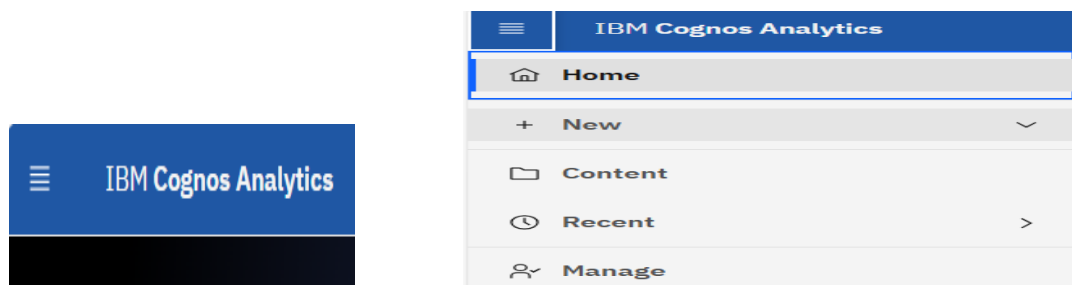 IBM Cognos Analytics
IBM Cognos Analytics
Home
New
Content
Recent
Manage